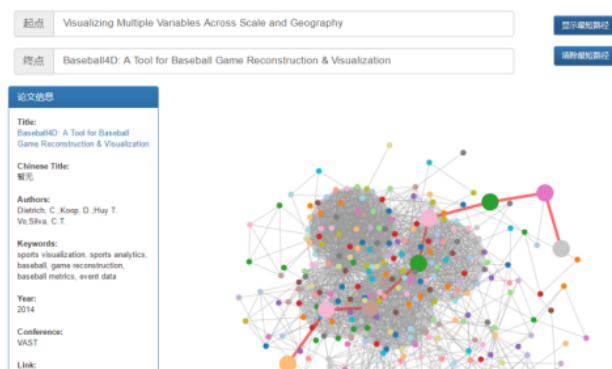 起点 Visualizing Multiple Variables Across Scale and Geography
显示最短路径
终点 Baseball4D: A Tool for Baseball Game Reconstruction & Visualization
清除最短路径
论文信息
Title:
Baseball4D: A Tool for Baseball
Game Reconstruction & Visualization
Chinese Title:
暂无
Authors:
Dietrich, C.;Koop, D.;Huy T.
Vo;Silva, C.T.
Keywords:
sports visualization, sports analytics,
baseball, game reconstruction,
baseball metrics, event data
Year:
2014
Conference:
VAST
Link: